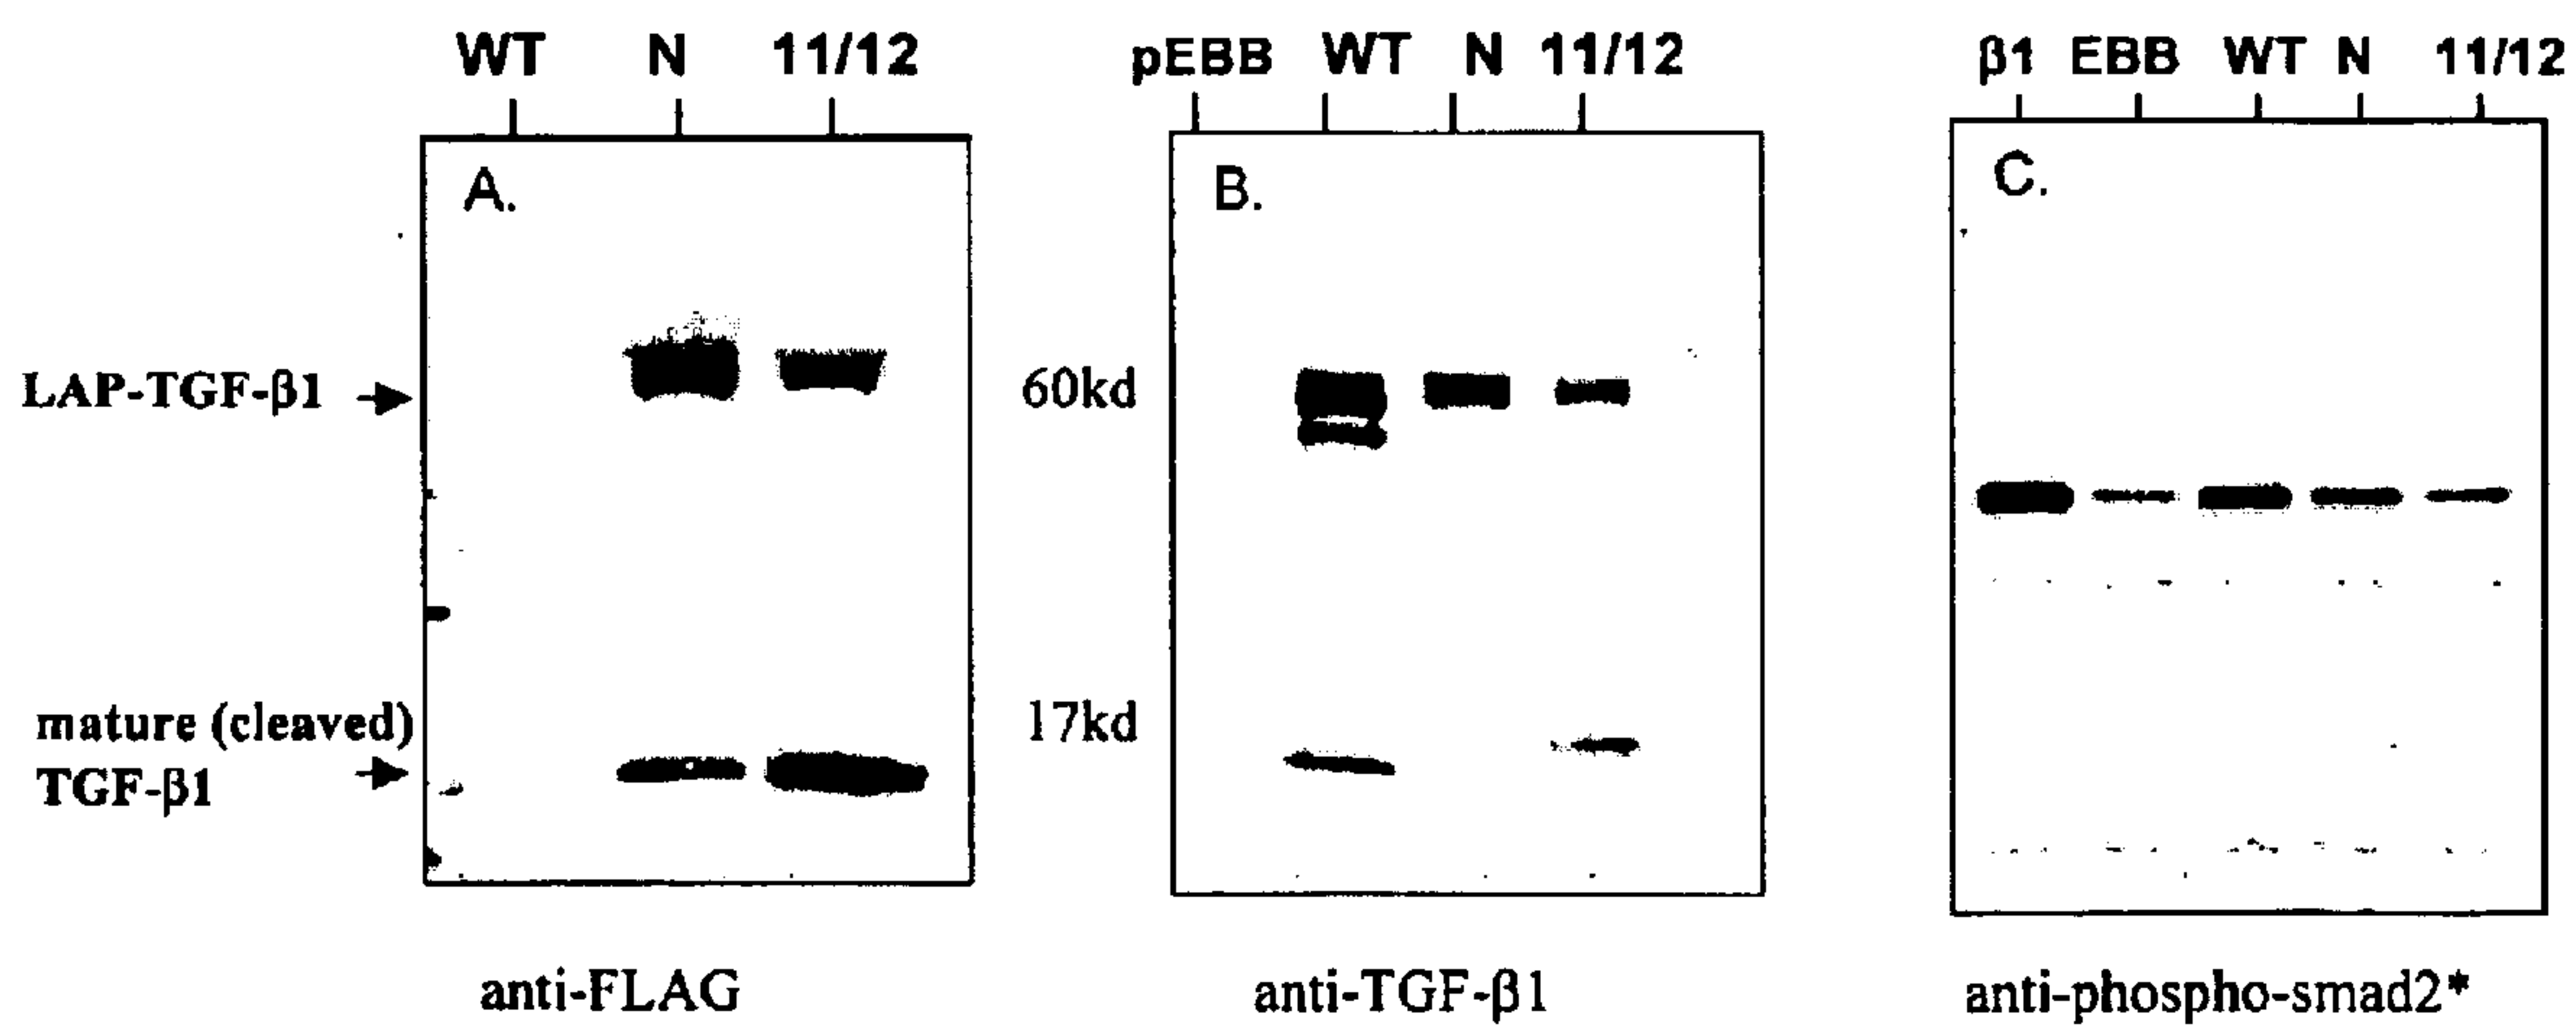 WT N 11/12
pEBB WT N 11/12
β1 EBB WT N 11/12
A.
B.
C.
LAP-TGF-β1
60kd
mature (cleaved)
TGF-β1
17kd
anti-FLAG
anti-TGF-β1
anti-phospho-smad2*